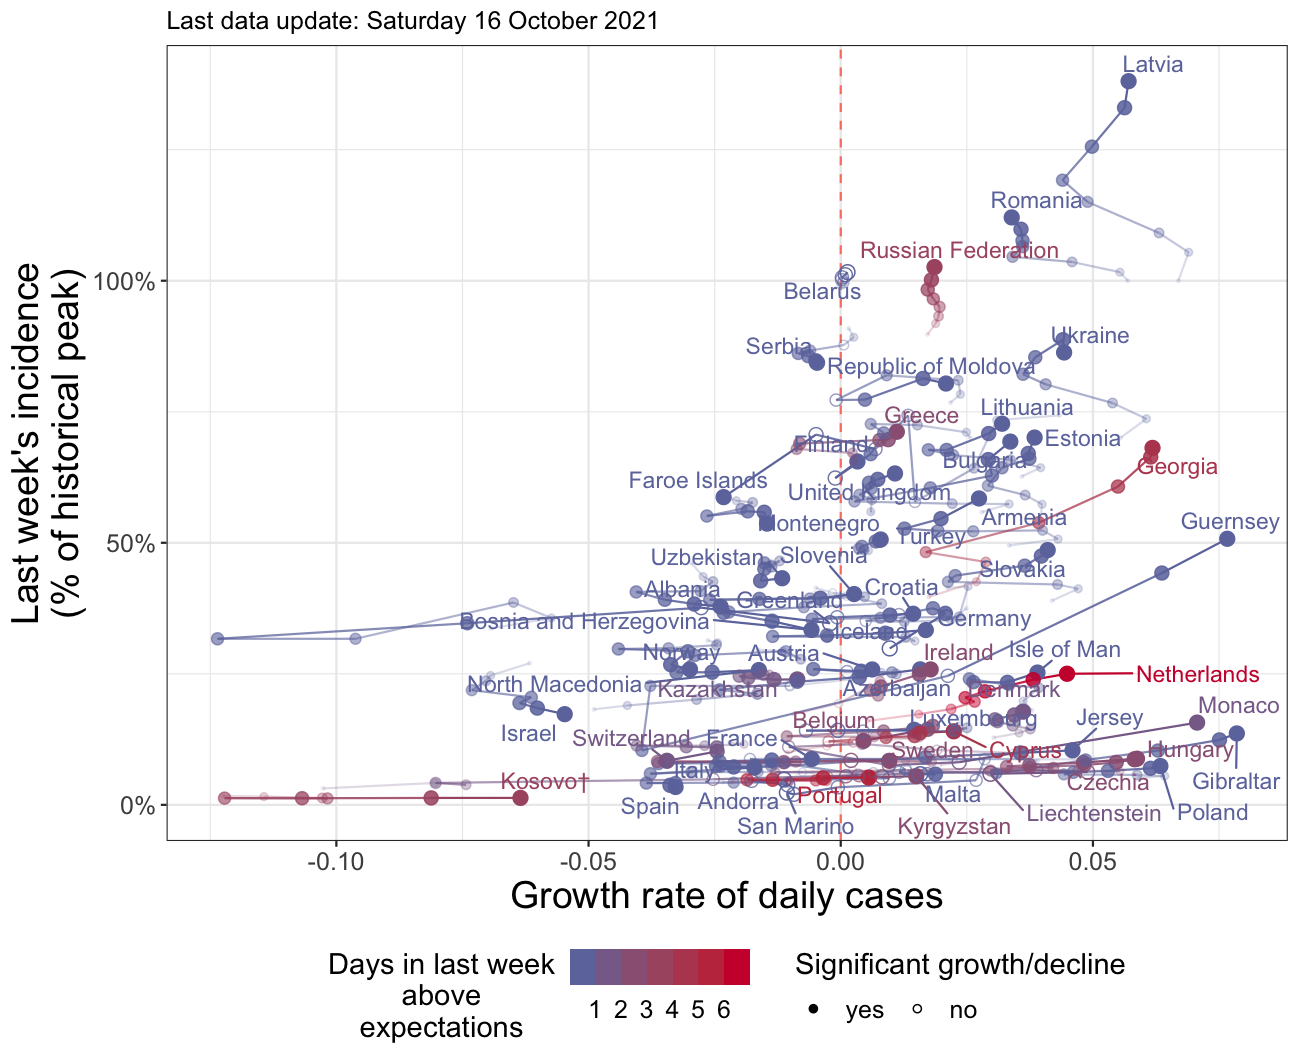 Last data update: Saturday 16 October 2021
Last week's incidence
(% of historical peak)
100%
50%
0%
Latvia
Romania
Russian Federation
Belarus
Serbia
Ukraine
Republic of Moldova
Greece
Lithuania
Estonia
Finland
Bulgaria
Georgia
Faroe Islands
United Kingdom
Montenegro
Armenia
Guernsey
Turkey
Uzbekistan
Slovenia
Slovakia
Albania
Greenland
Croatia
Bosnia and Herzegovina
Iceland
Germany
Norway
Austria
Ireland
Isle of Man
Netherlands
North Macedonia
Kazakhstan
Azerbaijan
Denmark
Monaco
Israel
Belgium
Luxembourg
Jersey
Switzerland
France
Sweden
Cyprus
Hungary
Kosovo†
Italy
Czechia
Gibraltar
Spain
Andorra
Portugal
Malta
San Marino
Kyrgyzstan
Liechtenstein
Poland
-0.10
-0.05
0.00
0.05
Growth rate of daily cases
Days in last week
above
expectations
1 2 3 4 5 6
Significant growth/decline
yes
no